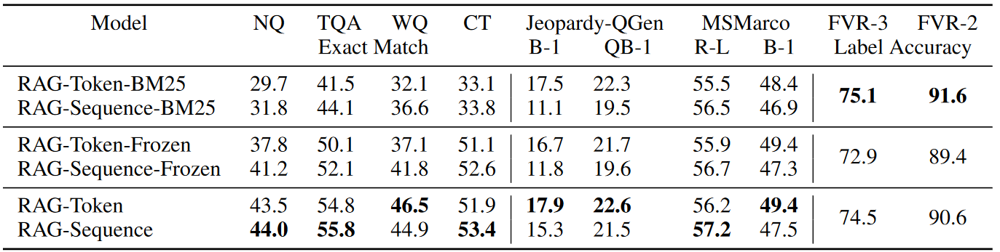 Model NQ TQA WQ CT Jeopardy-QGen MSMarco FVR-3 FVR-2
Exact Match B-1 QB-1 R-L B-1 Label Accuracy
RAG-Token-BM25 29.7 41.5 32.1 33.1 17.5 22.3 55.5 48.4 75.1 91.6
RAG-Sequence-BM25 31.8 44.1 36.6 33.8 11.1 19.5 56.5 46.9
RAG-Token-Frozen 37.8 50.1 37.1 51.1 16.7 21.7 55.9 49.4 72.9 89.4
RAG-Sequence-Frozen 41.2 52.1 41.8 52.6 11.8 19.6 56.7 47.3
RAG-Token 43.5 54.8 46.5 51.9 17.9 22.6 56.2 49.4 74.5 90.6
RAG-Sequence 44.0 55.8 44.9 53.4 15.3 21.5 57.2 47.5